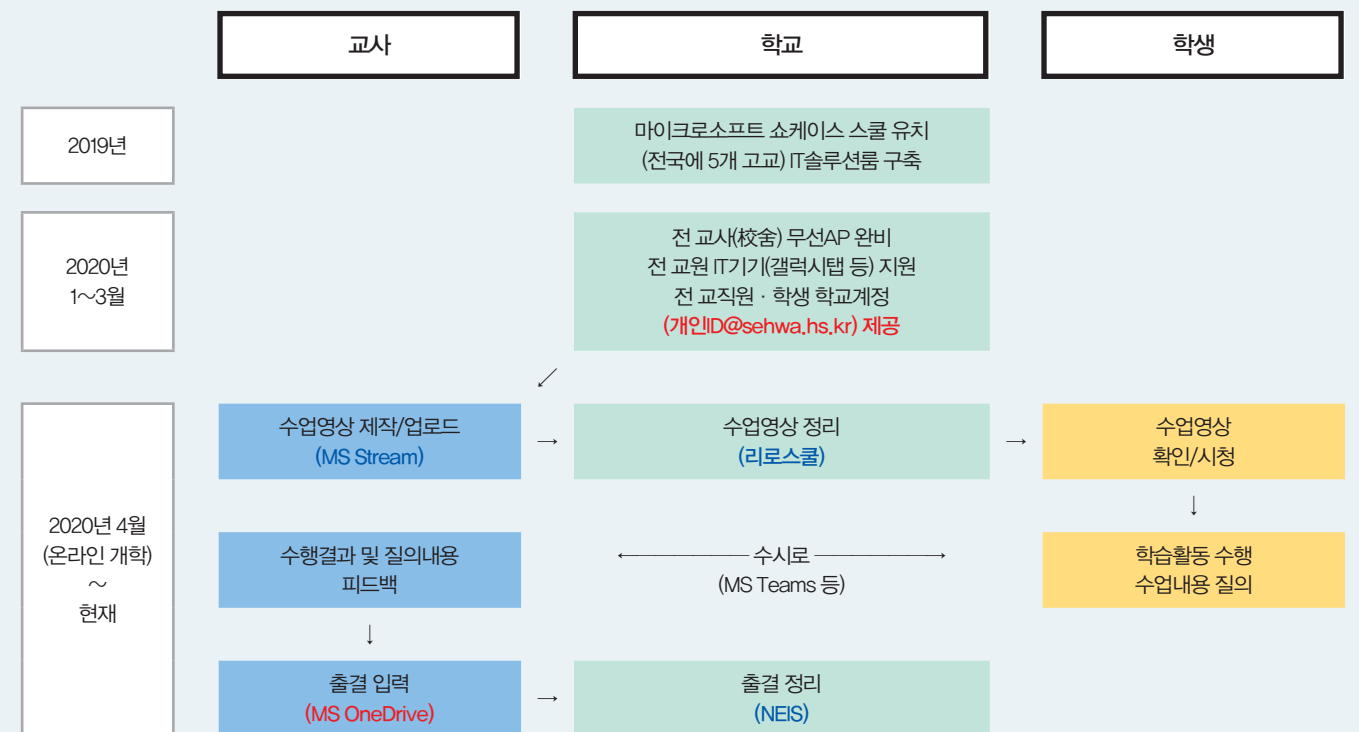 교사
학교
학생
2019년
마이크로소프트 쇼케이스 스쿨 유치
(전국에 5개 고교) IT솔루션룸 구축
2020년
1~3월
전 교사(校舍) 무선AP 완비
전 교원 IT기기(갤럭시탭 등) 지원
전 교직원 · 학생 학교계정
(개인ID@sehwa.hs.kr) 제공
↙
2020년 4월
(온라인 개학)
~
현재
수업영상 제작/업로드
(MS Stream)
→
수업영상 정리
(리로스쿨)
→
수업영상
확인/시청
↓
수행결과 및 질의내용
피드백
←―――― 수시로 ――――→
(MS Teams 등)
학습활동 수행
수업내용 질의
↓
출결 입력
(MS OneDrive)
→
출결 정리
(NEIS)